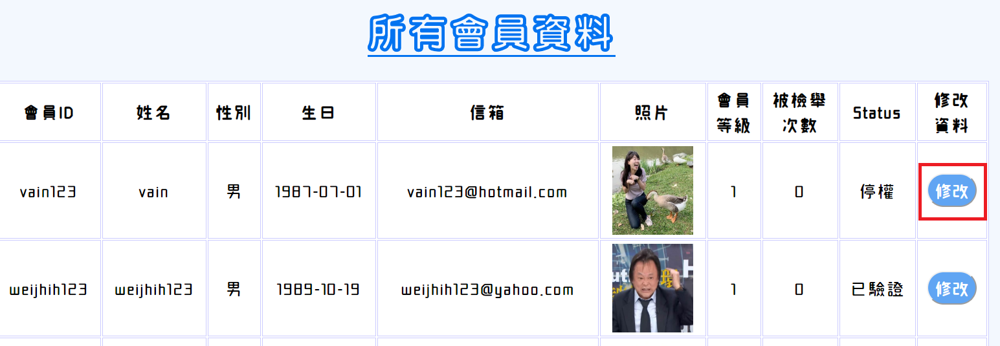 所有會員資料
會員ID 姓名 性別 生日 信箱 照片 會員等級 被檢舉次數 Status 修改資料
vain123 vain 男 1987-07-01 vain123@hotmail.com 1 0 停權 修改
weijhih123 weijhih123 男 1989-10-19 weijhih123@yahoo.com 1 0 已驗證 修改